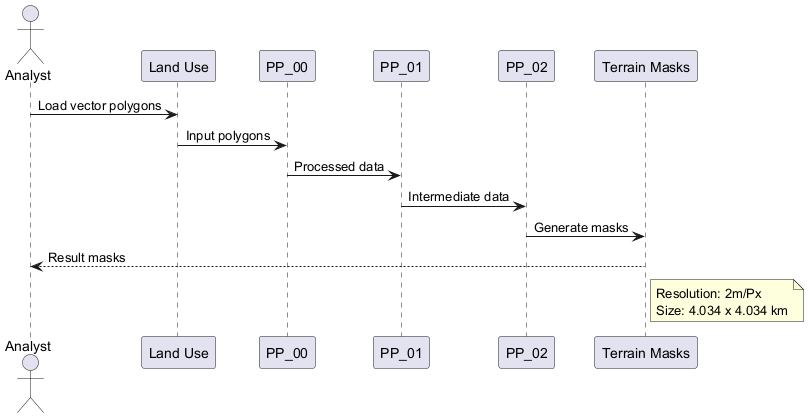 Analyst
Land Use
PP_00
PP_01
PP_02
Terrain Masks
Load vector polygons
Input polygons
Processed data
Intermediate data
Generate masks
Result masks
Resolution: 2m/Px
Size: 4.034 x 4.034 km
Analyst
Land Use
PP_00
PP_01
PP_02
Terrain Masks